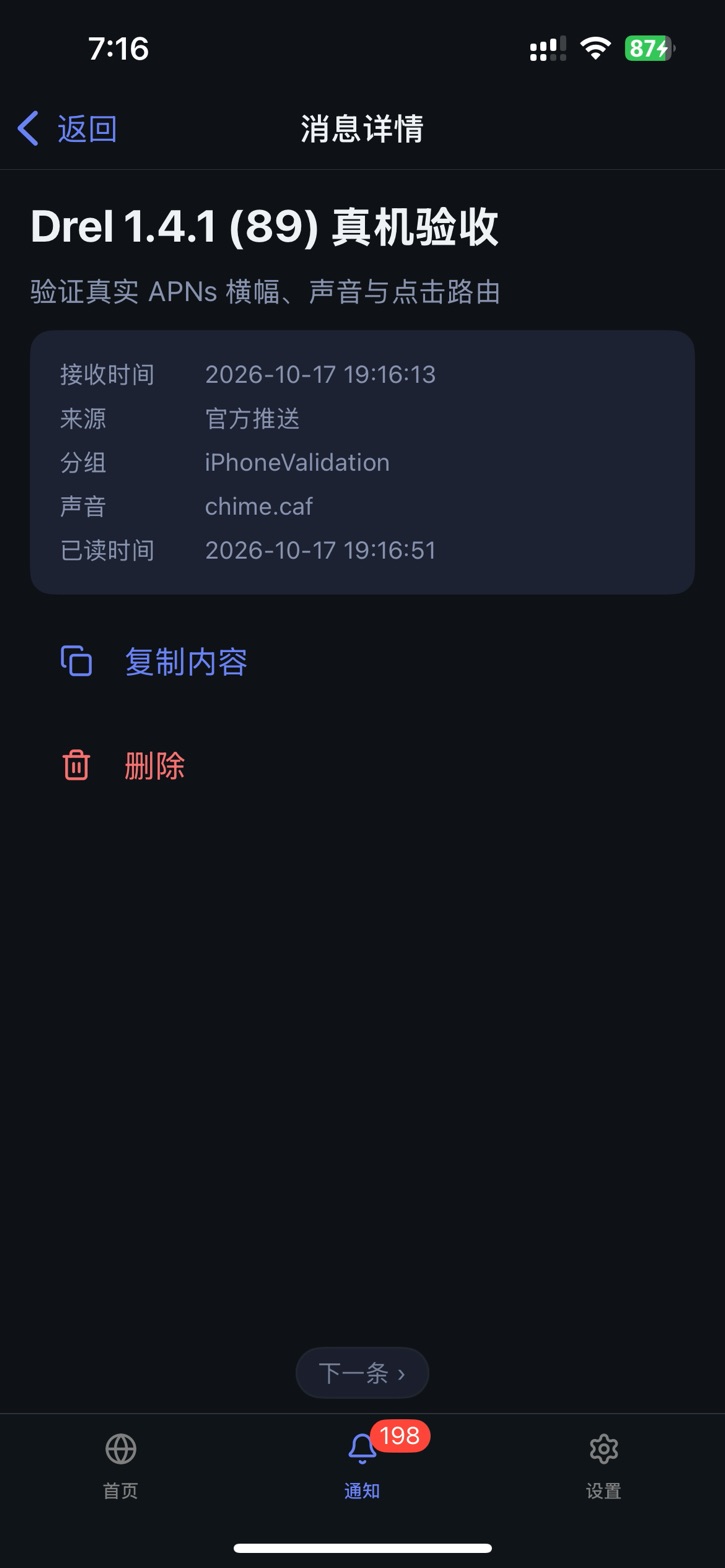 7:16
87
返回
消息详情
Drel 1.4.1 (89) 真机验收
验证真实 APNs 横幅、声音与点击路由
接收时间 2026-10-17 19:16:13
来源 官方推送
分组 iPhoneValidation
声音 chime.caf
已读时间 2026-10-17 19:16:51
复制内容
删除
下一条 ›
198
首页
通知
设置